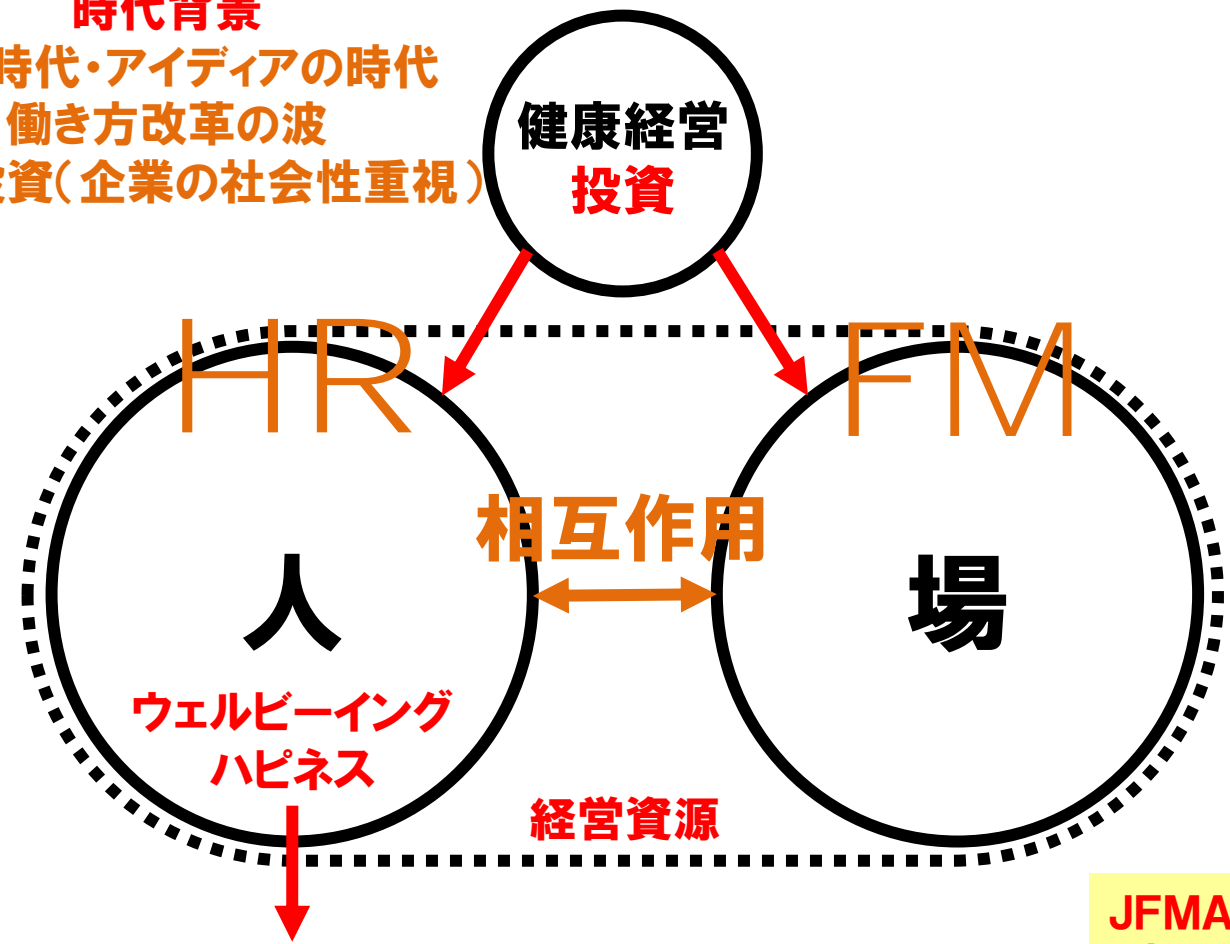 時代背景
時代・アイディアの時代
働き方改革の波
資（企業の社会性重視）
健康経営
投資
HR
FM
相互作用
人
場
ウェルビーイング
ハピネス
経営資源
JFMA